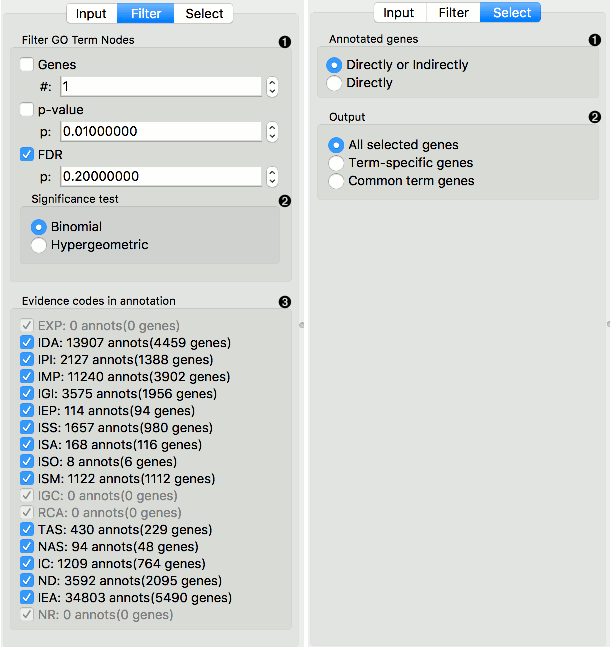 Input Filter Select
Filter GO Term Nodes 1
Genes
#: 1
p-value
p: 0.01000000
FDR
p: 0.20000000
Significance test 2
Binomial
Hypergeometric
Evidence codes in annotation 3
EXP: 0 annots(0 genes)
IDA: 13907 annots(4459 genes)
IPI: 2127 annots(1388 genes)
IMP: 11240 annots(3902 genes)
IGI: 3575 annots(1956 genes)
IEP: 114 annots(94 genes)
ISS: 1657 annots(980 genes)
ISA: 168 annots(116 genes)
ISO: 8 annots(6 genes)
ISM: 1122 annots(1112 genes)
IGC: 0 annots(0 genes)
RCA: 0 annots(0 genes)
TAS: 430 annots(229 genes)
NAS: 94 annots(48 genes)
IC: 1209 annots(764 genes)
ND: 3592 annots(2095 genes)
IEA: 34803 annots(5490 genes)
NR: 0 annots(0 genes)
Input Filter Select
Annotated genes 1
Directly or Indirectly
Directly
Output 2
All selected genes
Term-specific genes
Common term genes